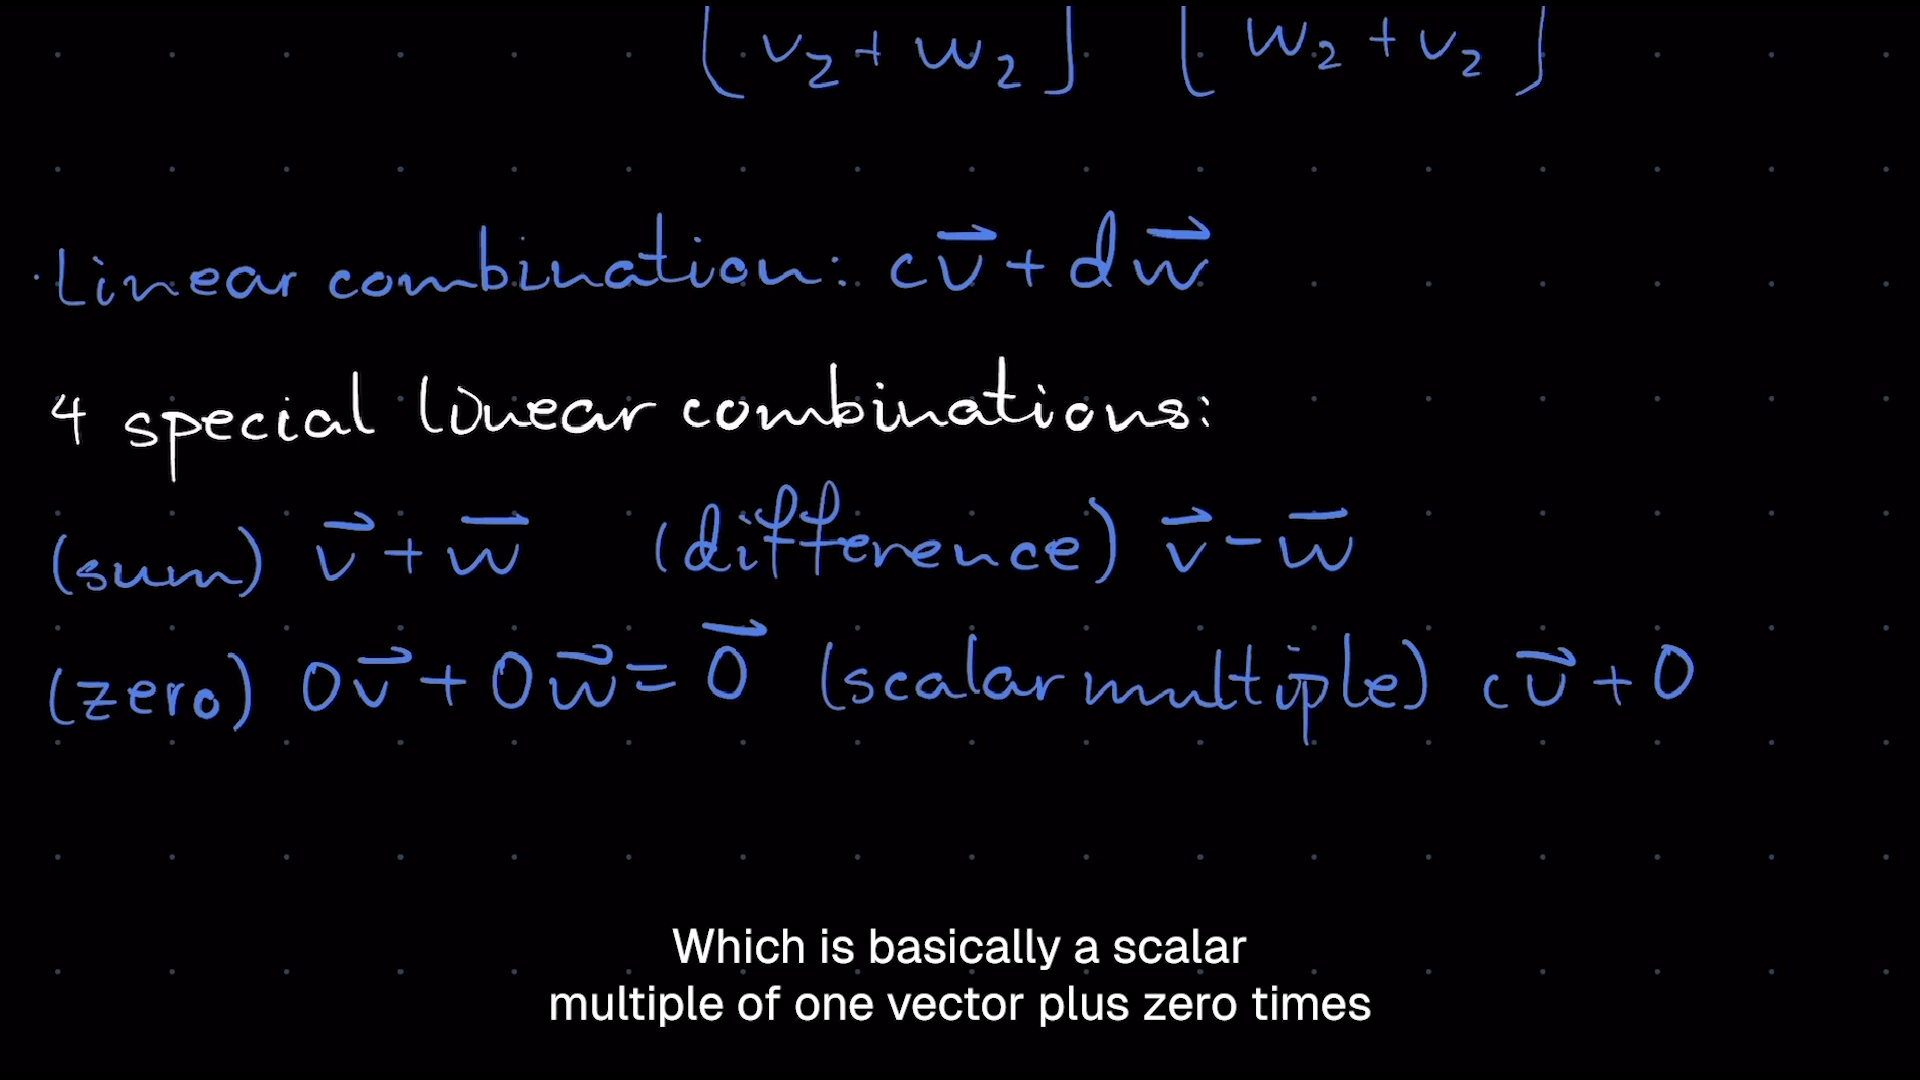 [v₂ + w₂] [w₂ + v₂]
· Linear combination: cv⃗ + dw⃗
4 special linear combinations:
(sum) v⃗ + w⃗ (difference) v⃗ - w⃗
(zero) 0v⃗ + 0w⃗ = 0⃗ (scalar multiple) cv⃗ + 0
Which is basically a scalar
multiple of one vector plus zero times